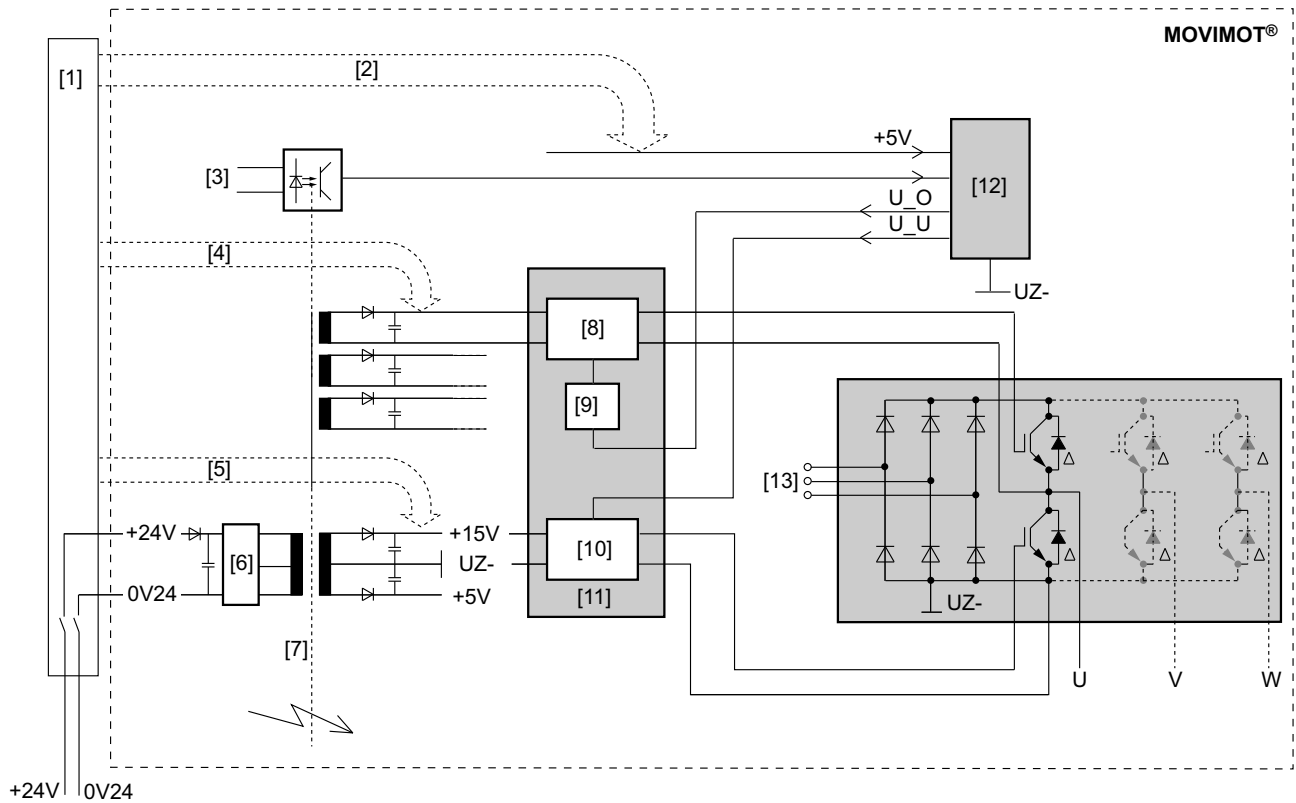 MOVIMOT®
[1]
[2]
+5V
[3]
[12]
U_O
U_U
[4]
UZ-
[8]
[9]
[5]
[13]
+24V
+15V
[6]
UZ-
[10]
0V24
+5V
[11]
UZ-
[7]
U
V
W
+24V
0V24